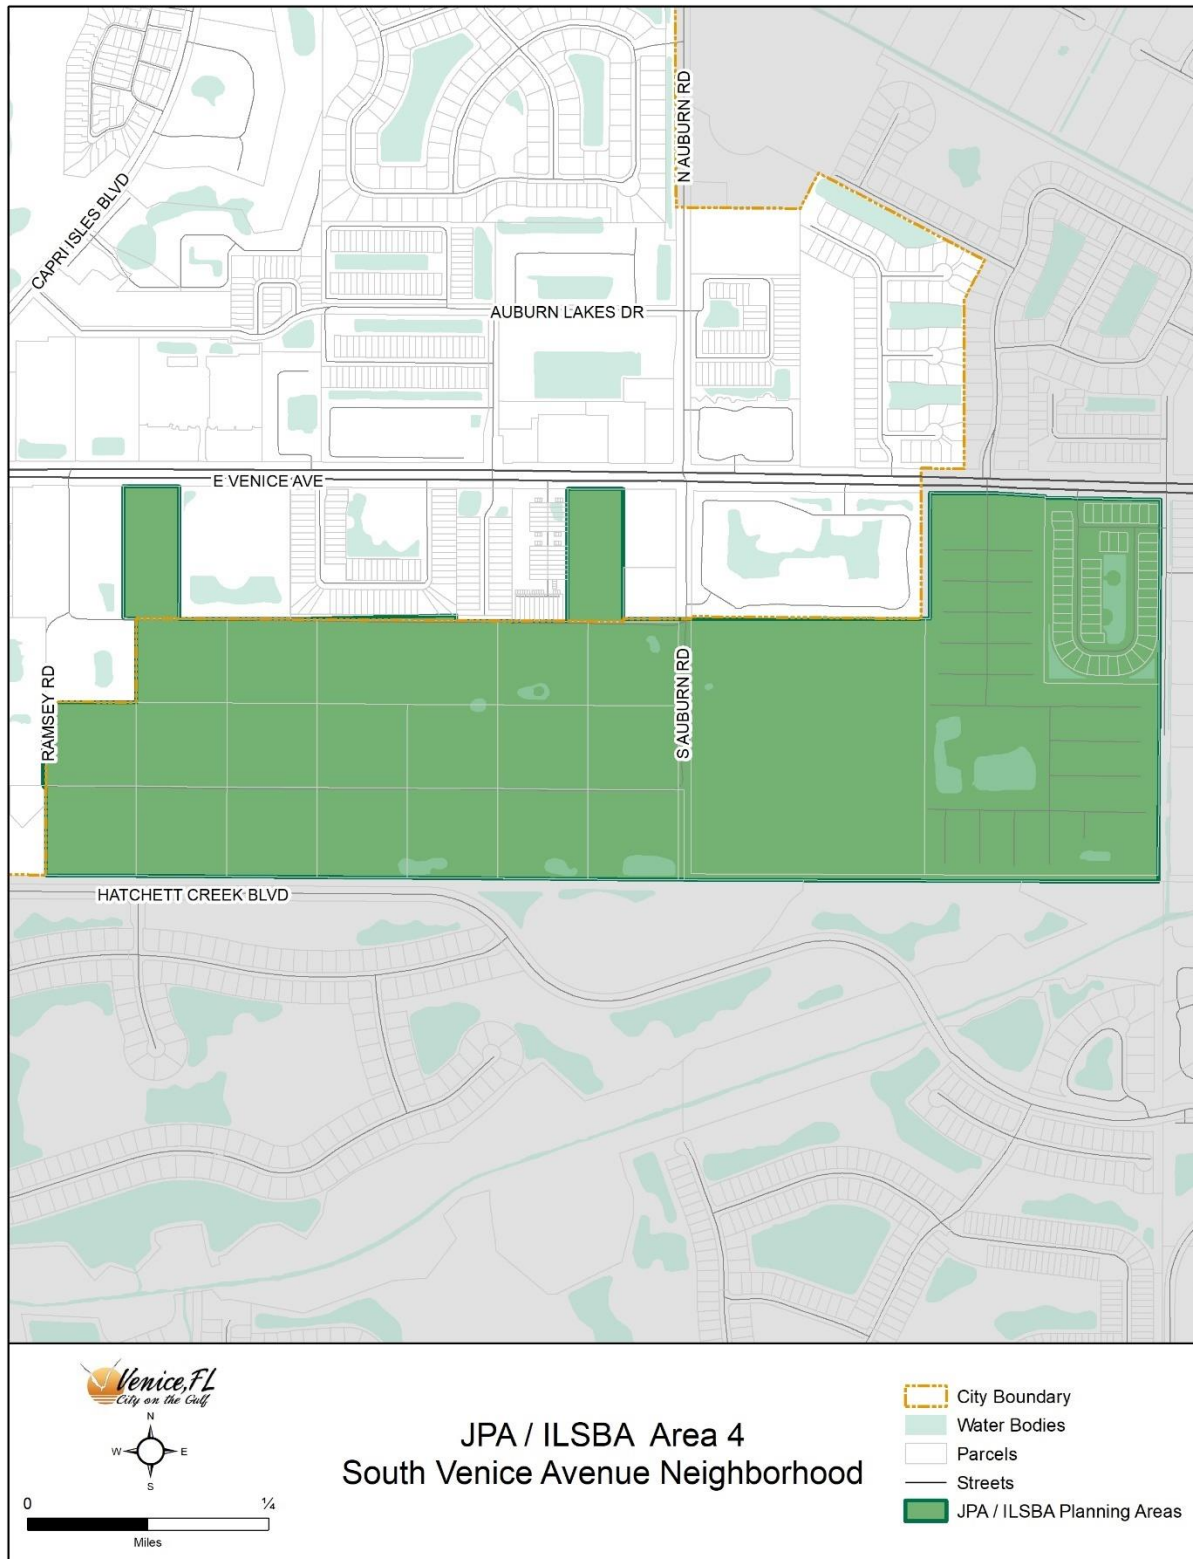 N AUBURN RD
CAPRI ISLES BLVD
AUBURN LAKES DR
E VENICE AVE
RAMSEY RD
S AUBURN RD
HATCHETT CREEK BLVD
Venice, FL
City on the Gulf
N
W E
S
0 ¼
Miles
JPA / ILSBA Area 4
South Venice Avenue Neighborhood
City Boundary
Water Bodies
Parcels
Streets
JPA / ILSBA Planning Areas